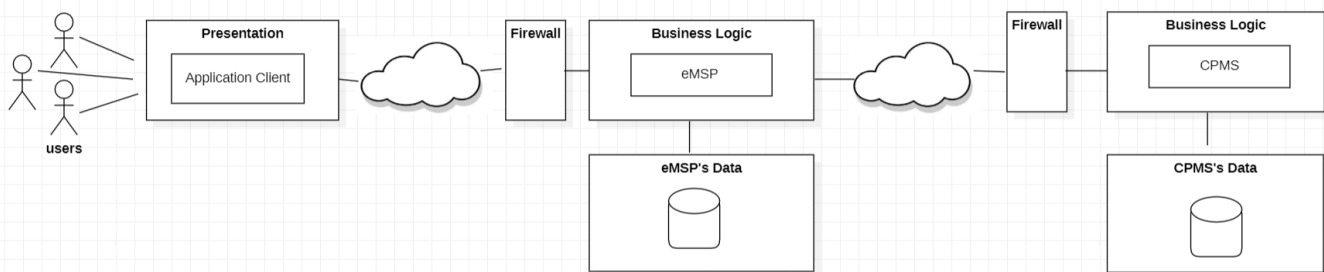 Presentation
Application Client
users
Firewall
Business Logic
eMSP
eMSP's Data
Firewall
Business Logic
CPMS
CPMS's Data